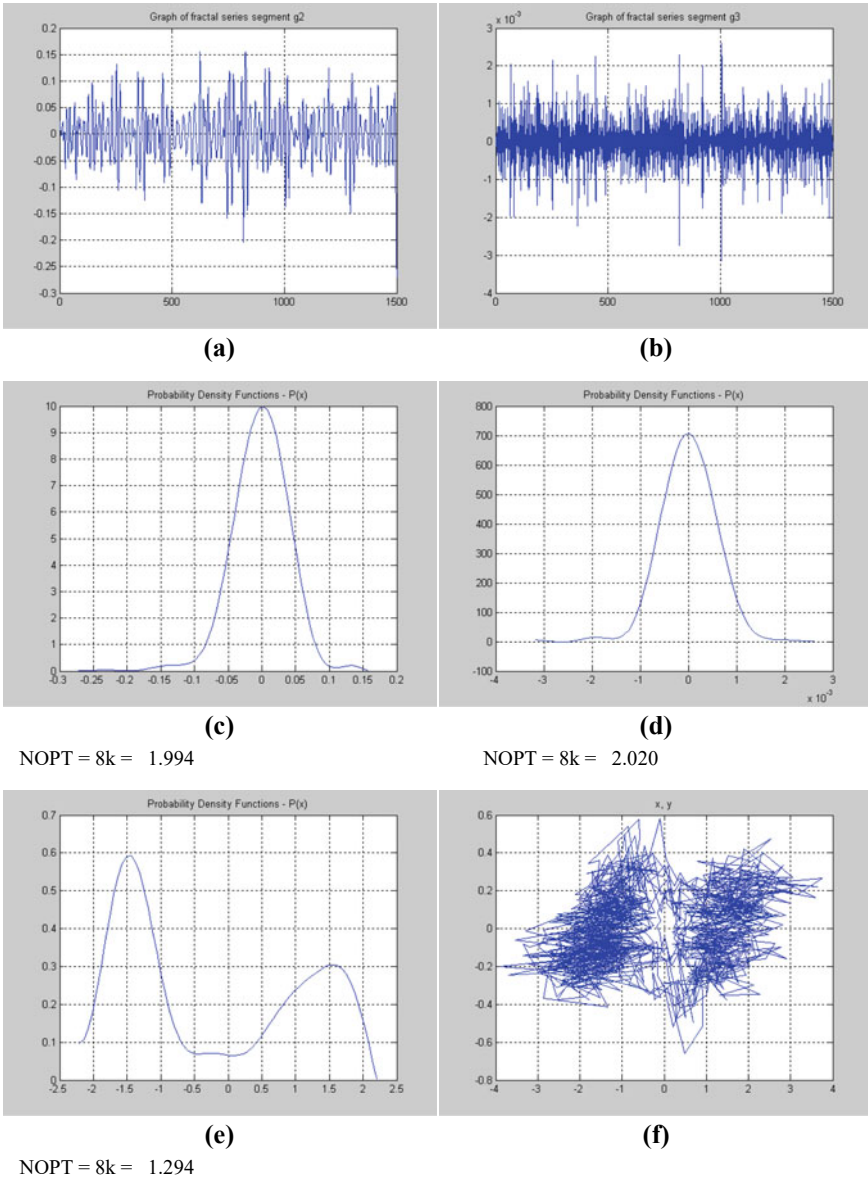 Graph of fractal series segment g2
0.2
0.15
0.1
0.05
0
-0.05
-0.1
-0.15
-0.2
-0.25
-0.3
0 500 1000 1500
(a)
Graph of fractal series segment g3
x 10⁻³
3
2
1
0
-1
-2
-3
-4
0 500 1000 1500
(b)
Probability Density Functions - P(x)
10
9
8
7
6
5
4
3
2
1
0
-0.3 -0.25 -0.2 -0.15 -0.1 -0.05 0 0.05 0.1 0.15 0.2
(c)
NOPT = 8k = 1.994
Probability Density Functions - P(x)
800
700
600
500
400
300
200
100
0
-100
-4 -3 -2 -1 0 1 2 3
x 10⁻³
(d)
NOPT = 8k = 2.020
Probability Density Functions - P(x)
0.7
0.6
0.5
0.4
0.3
0.2
0.1
0
-2.5 -2 -1.5 -1 -0.5 0 0.5 1 1.5 2 2.5
(e)
NOPT = 8k = 1.294
x, y
0.6
0.4
0.2
0
-0.2
-0.4
-0.6
-0.8
-4 -3 -2 -1 0 1 2 3 4
(f)